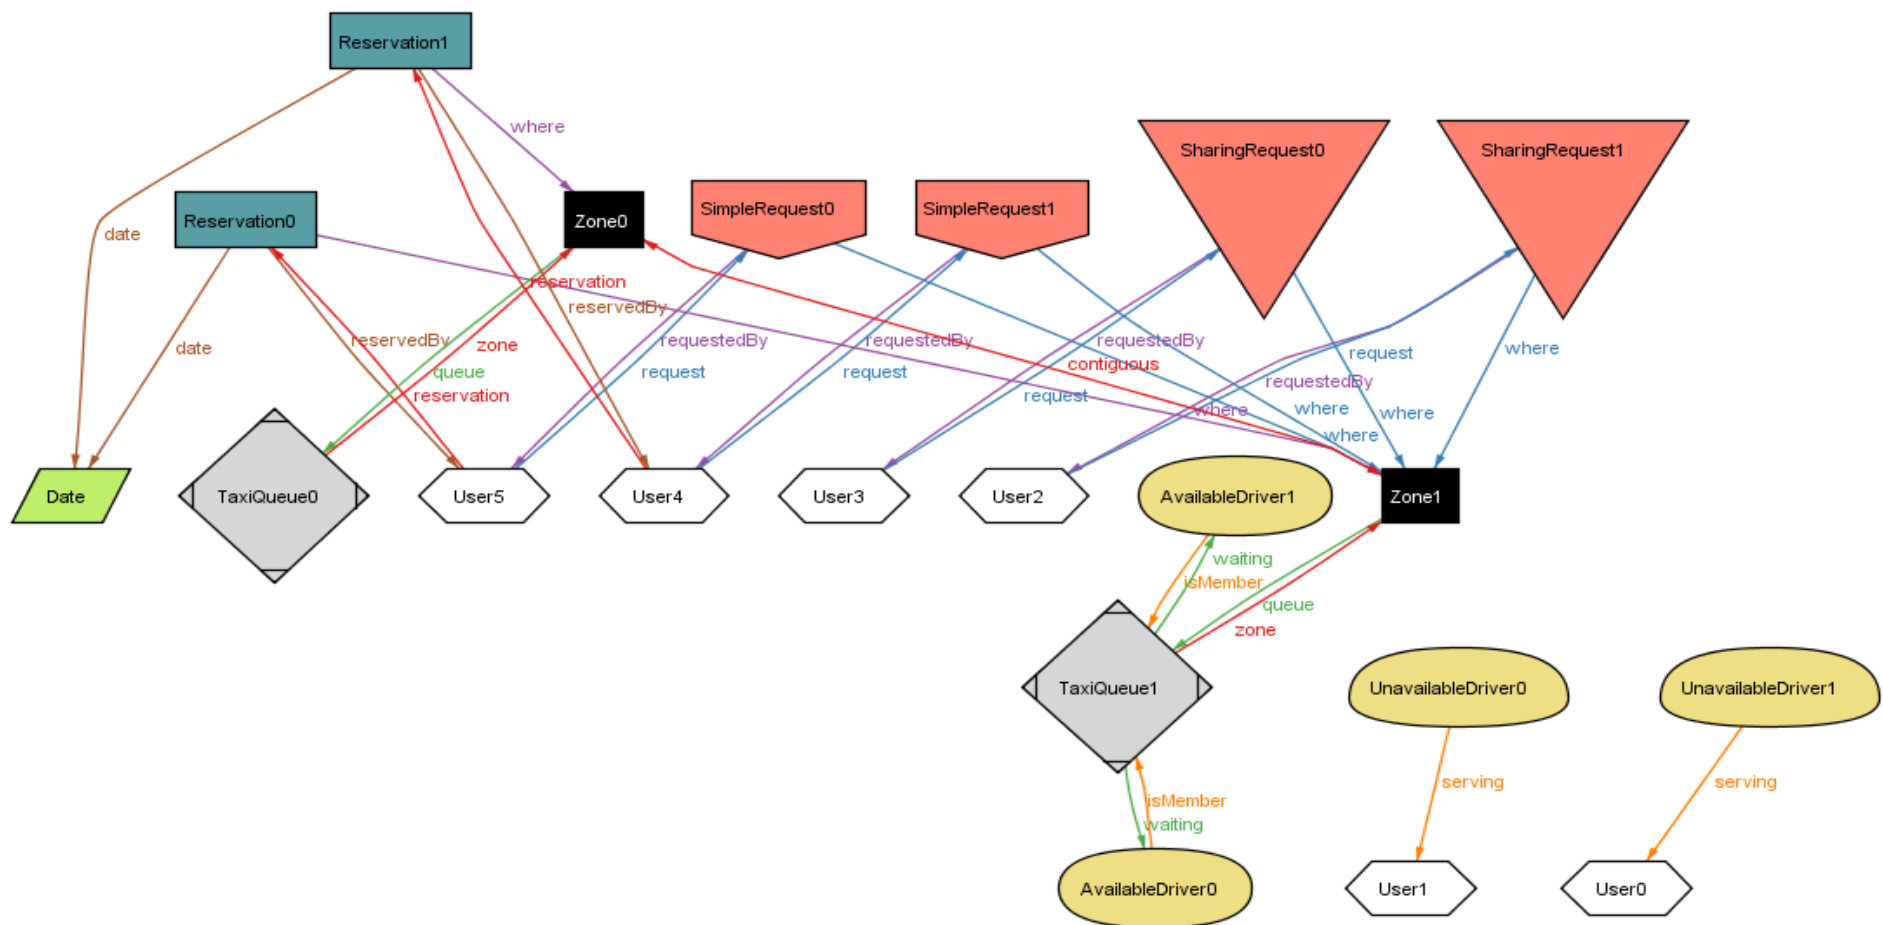 Reservation1
where
SharingRequest0
SharingRequest1
Reservation0
Zone0
SimpleRequest0
SimpleRequest1
date
reservation
reservedBy
date
reservedBy
zone
requestedBy
requestedBy
requestedBy
request
where
queue
request
request
contiguous
requestedBy
reservation
request
where
where
where
where
Date
TaxiQueue0
User5
User4
User3
User2
AvailableDriver1
Zone1
waiting
isMember
queue
zone
TaxiQueue1
UnavailableDriver0
UnavailableDriver1
serving
serving
isMember
waiting
AvailableDriver0
User1
User0